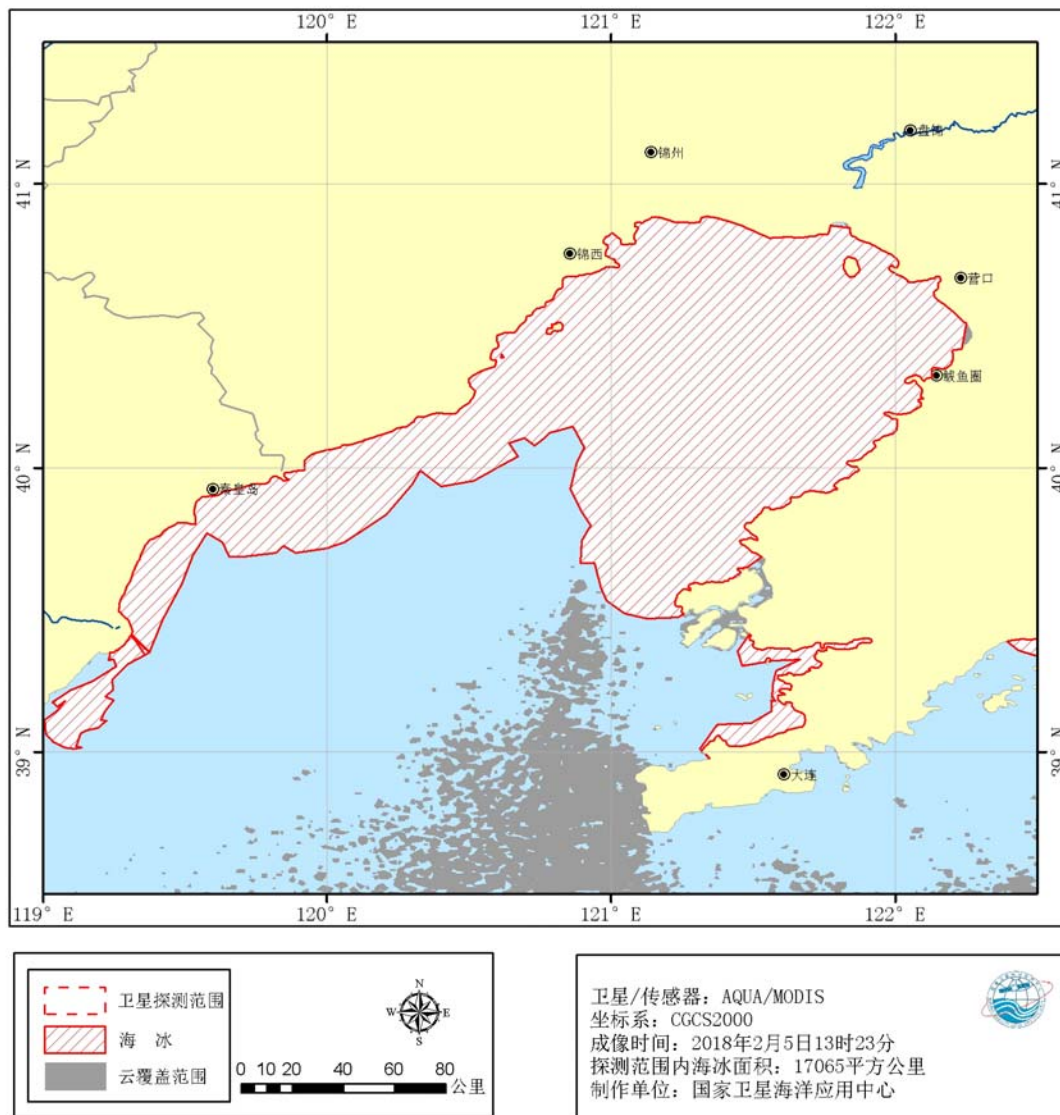 120° E 121° E 122° E
盘锦
锦州
41° N 41° N
锦西
营口
鲅鱼圈
40° N 40° N
秦皇岛
39° N 39° N
大连
119° E 120° E 121° E 122° E
卫星探测范围
海 冰
云覆盖范围
N
W E
S
0 10 20 40 60 80 公里
卫星/传感器: AQUA/MODIS
坐标系: CGCS2000
成像时间: 2018年2月5日13时23分
探测范围内海冰面积: 17065平方公里
制作单位: 国家卫星海洋应用中心